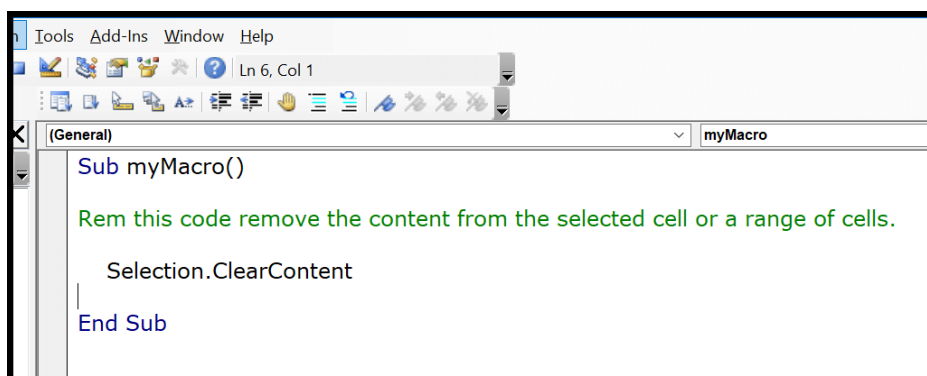 Tools Add-Ins Window Help
Ln 6, Col 1
(General) myMacro
Sub myMacro()
Rem this code remove the content from the selected cell or a range of cells.
Selection.ClearContent
End Sub